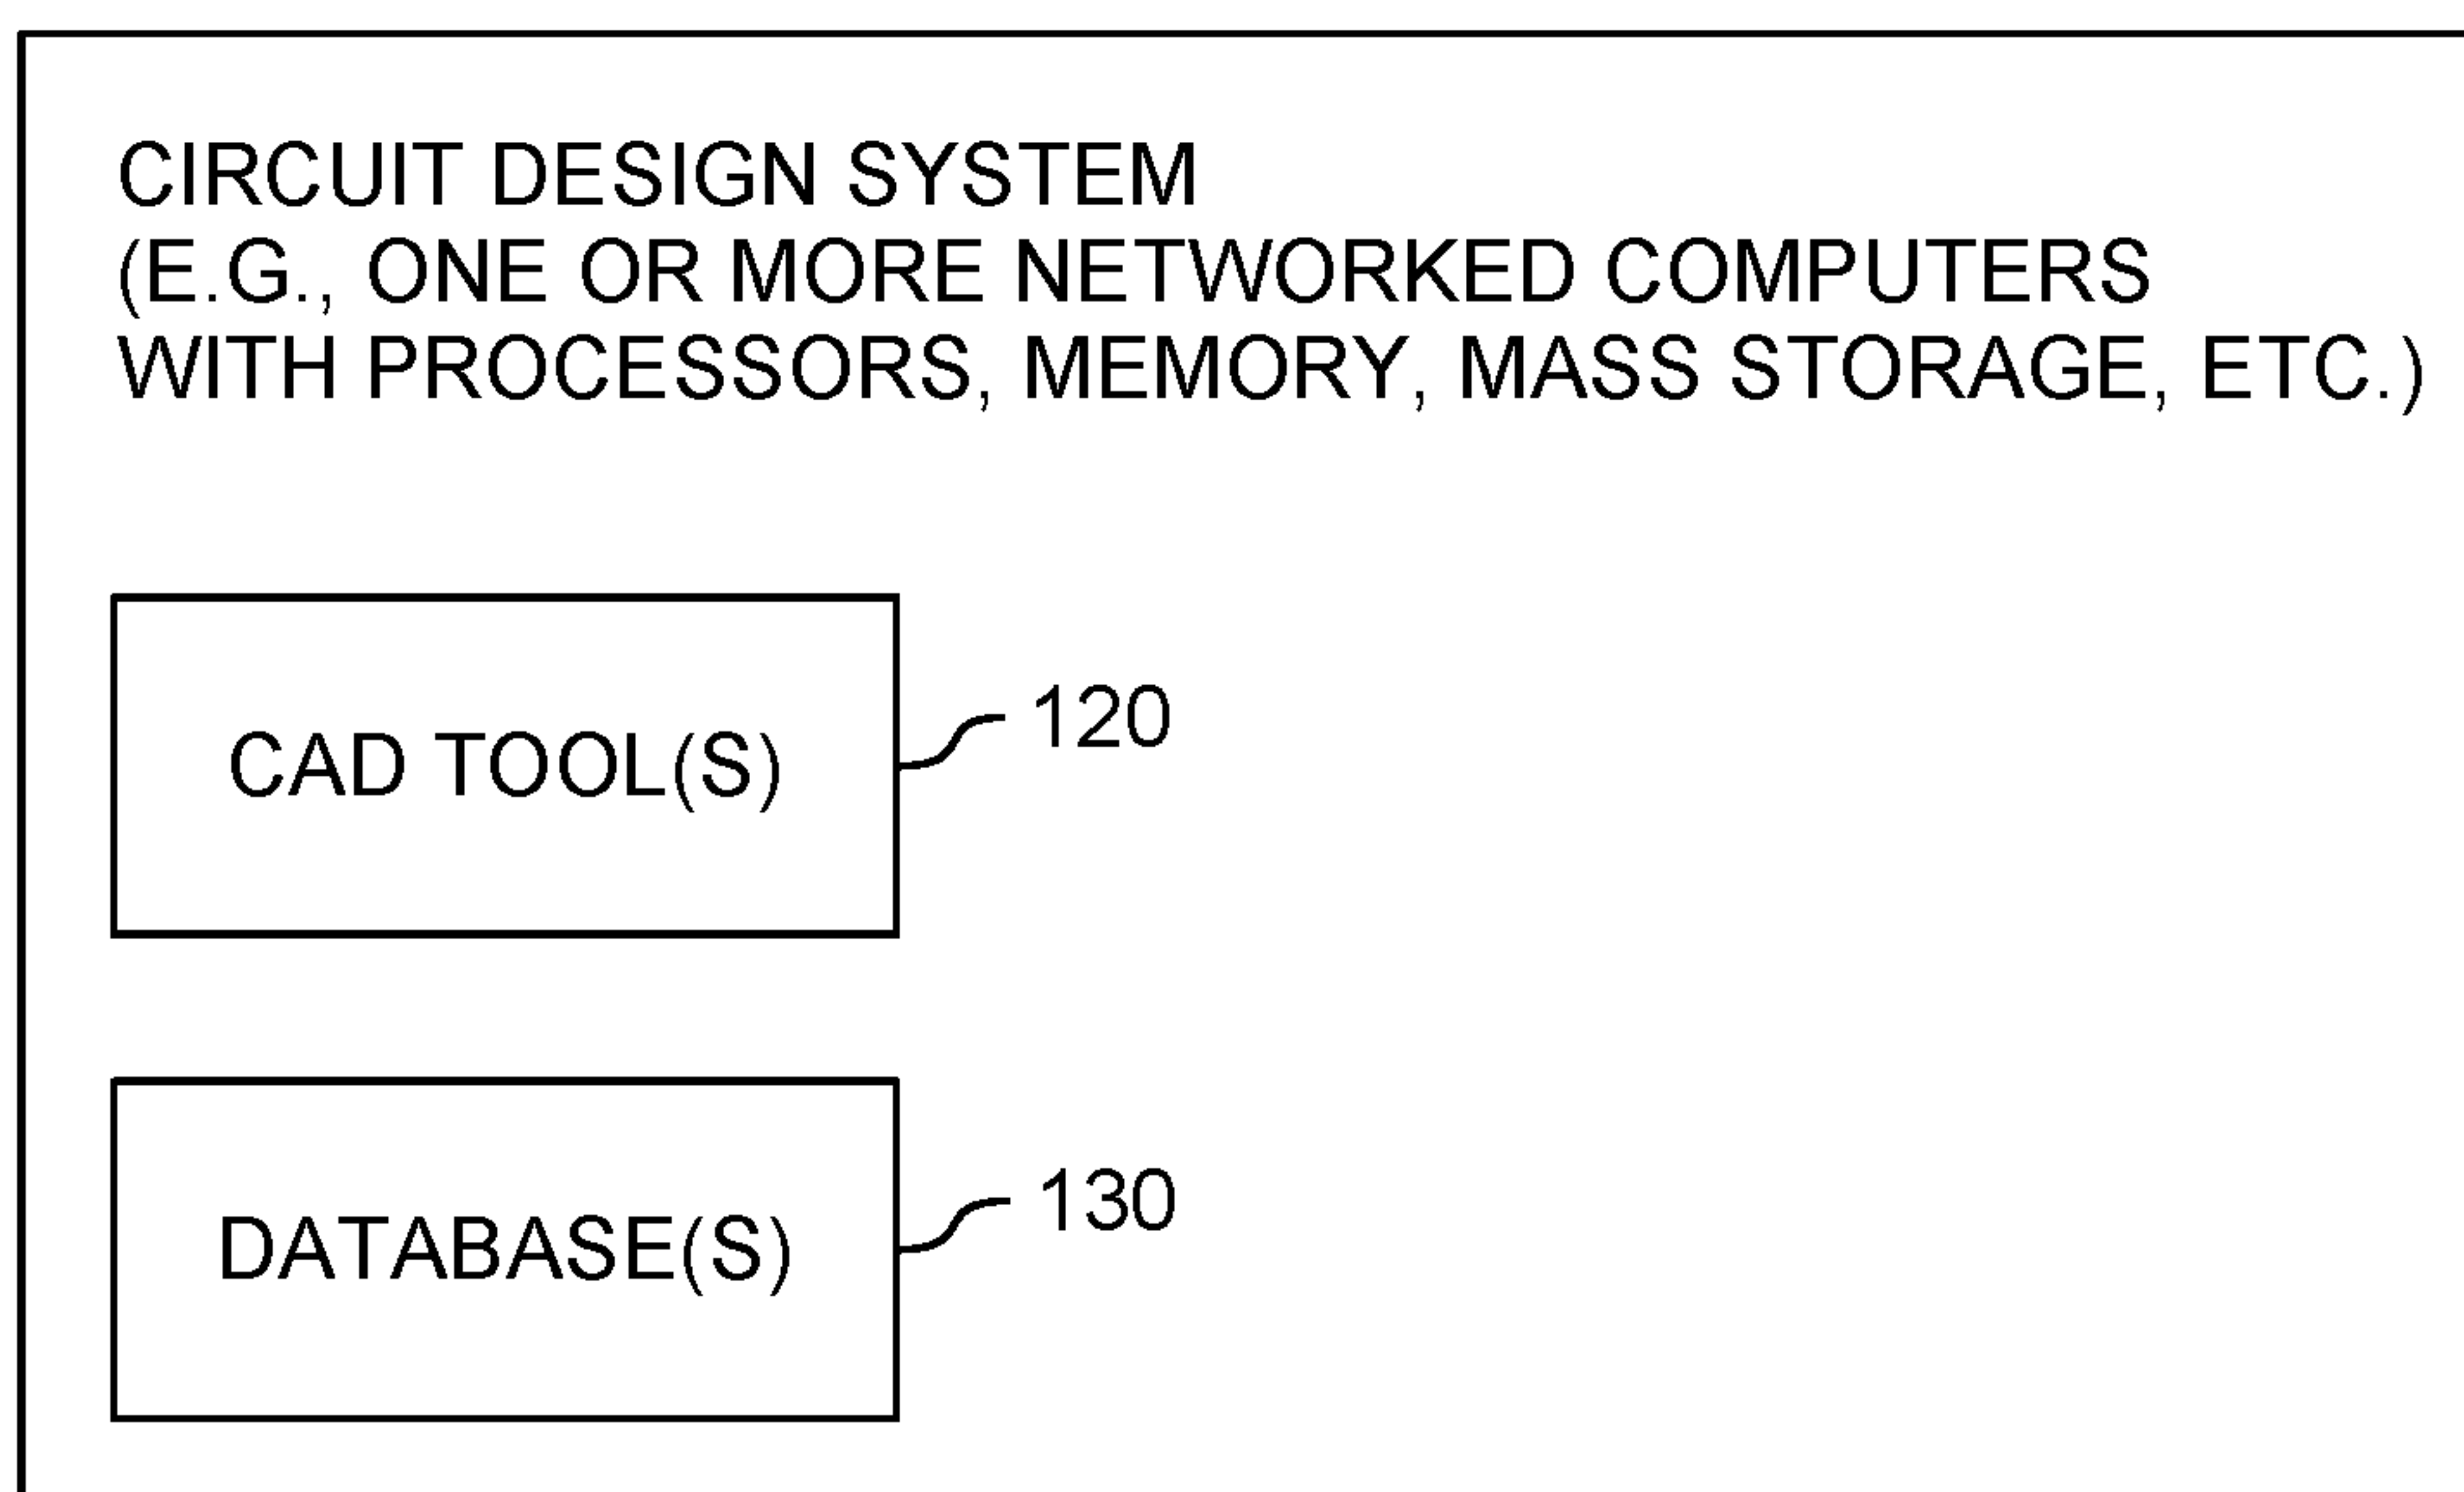 CIRCUIT DESIGN SYSTEM
(E.G., ONE OR MORE NETWORKED COMPUTERS
WITH PROCESSORS, MEMORY, MASS STORAGE, ETC.)
CAD TOOL(S)
120
DATABASE(S)
130